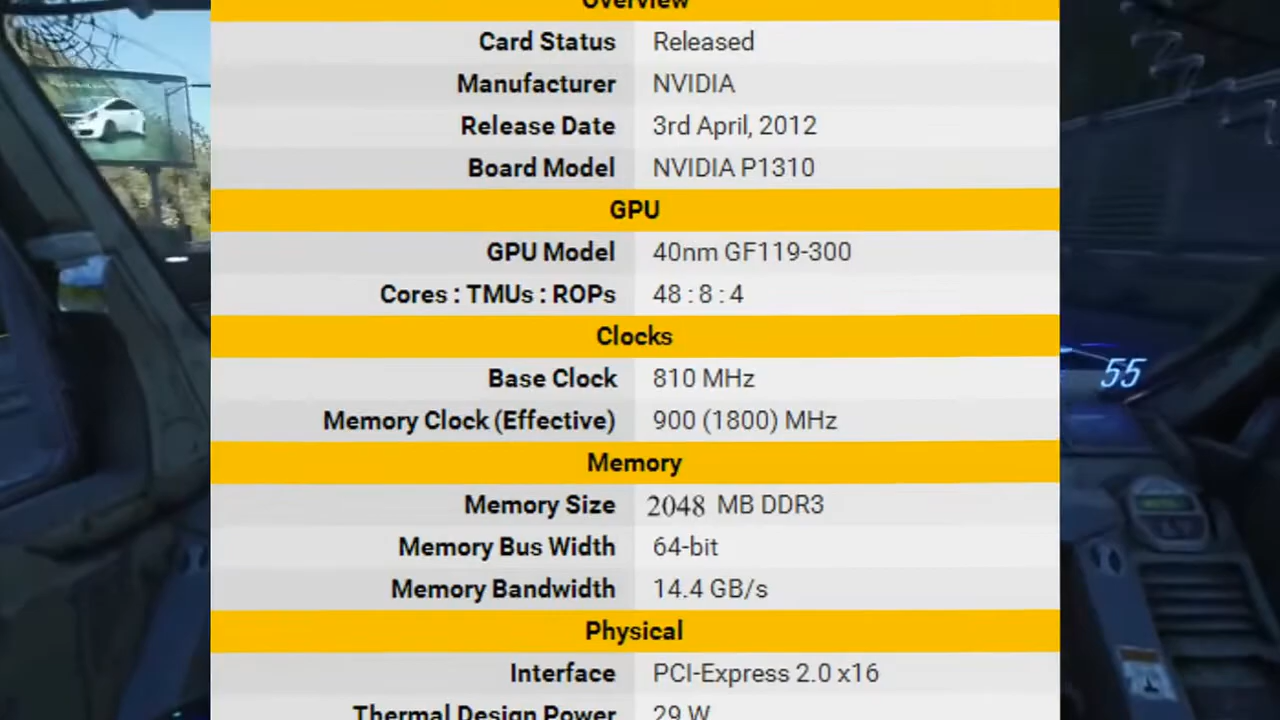 Overview
Card Status Released
Manufacturer NVIDIA
Release Date 3rd April, 2012
Board Model NVIDIA P1310
GPU
GPU Model 40nm GF119-300
Cores : TMUs : ROPs 48 : 8 : 4
Clocks
Base Clock 810 MHz
Memory Clock (Effective) 900 (1800) MHz
55
Memory
Memory Size 2048 MB DDR3
Memory Bus Width 64-bit
Memory Bandwidth 14.4 GB/s
Physical
Interface PCI-Express 2.0 x16
Thermal Design Power 29 W